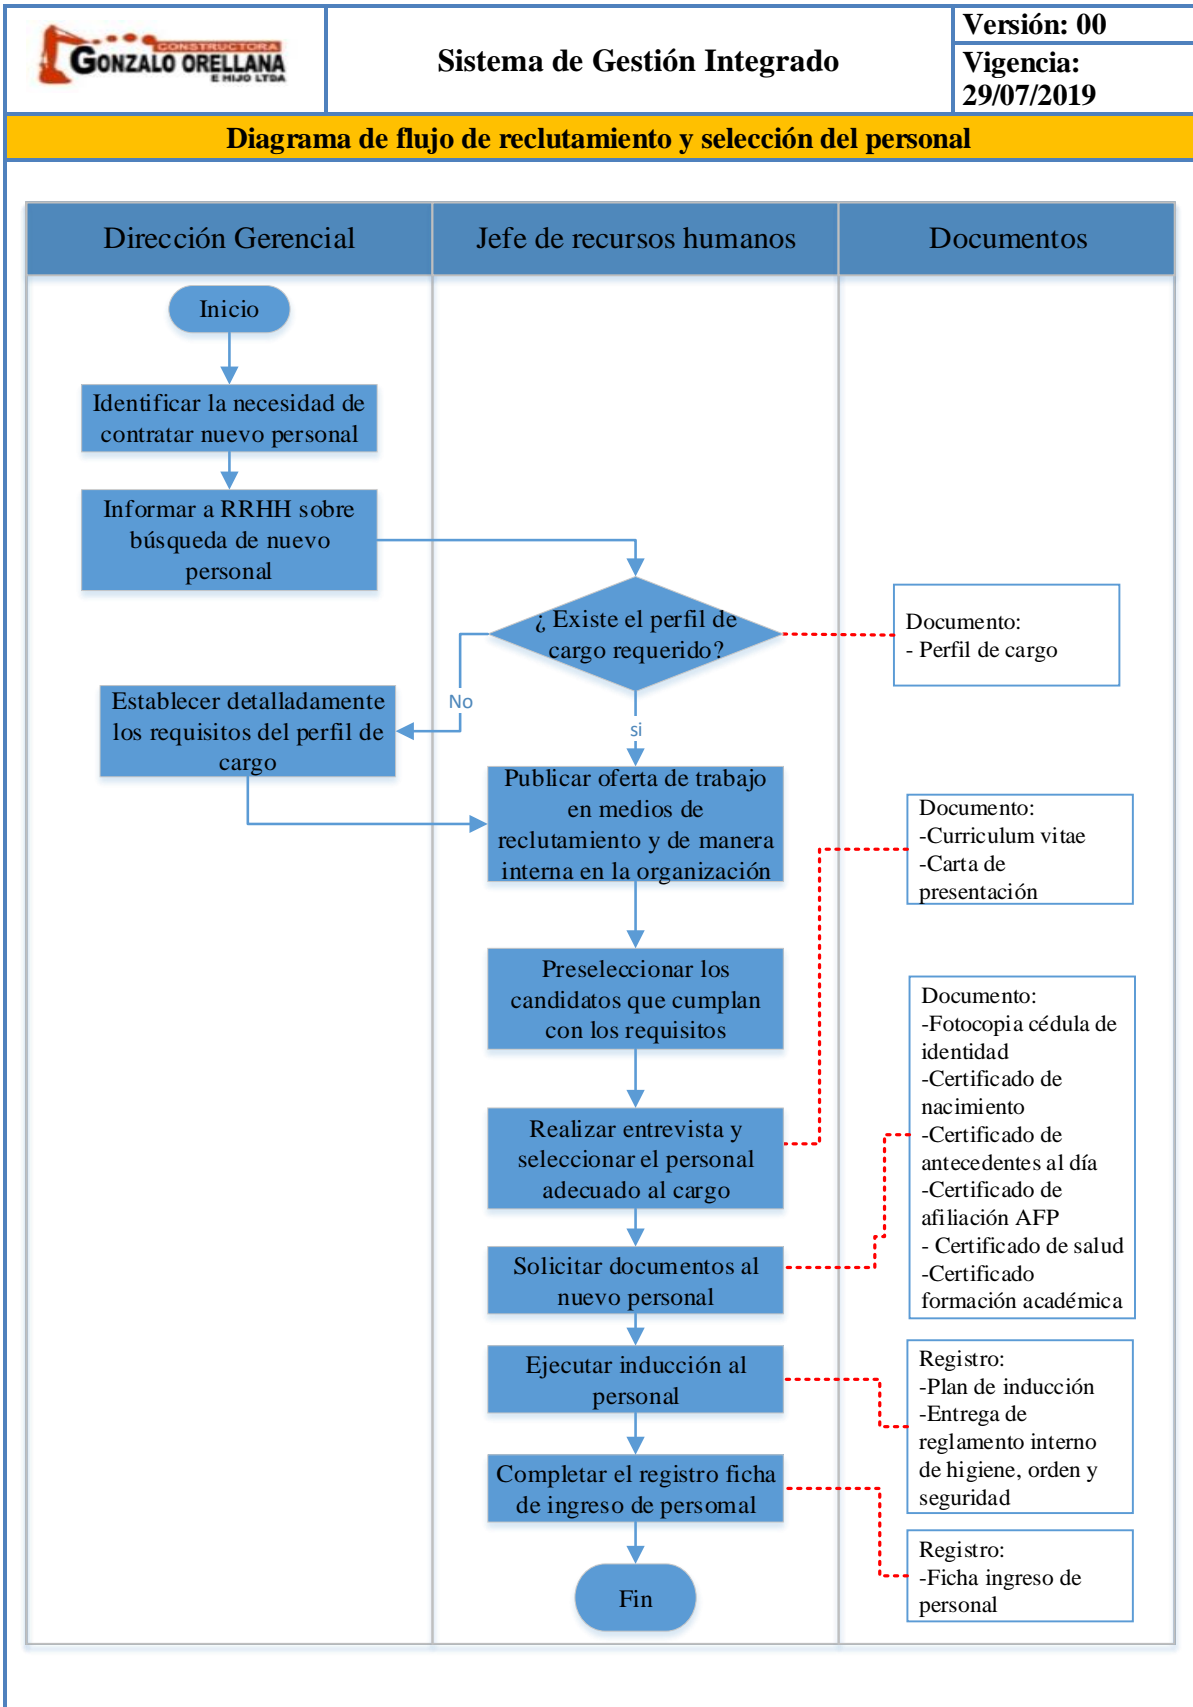 CONSTRUCTORA
GONZALO ORELLANA
E HIJO LTDA
Sistema de Gestión Integrado
Versión: 00
Vigencia:
29/07/2019
Diagrama de flujo de reclutamiento y selección del personal
Dirección Gerencial
Jefe de recursos humanos
Documentos
Inicio
Identificar la necesidad de
contratar nuevo personal
Informar a RRHH sobre
búsqueda de nuevo
personal
¿ Existe el perfil de
cargo requerido?
Documento:
- Perfil de cargo
No
si
Establecer detalladamente
los requisitos del perfil de
cargo
Publicar oferta de trabajo
en medios de
reclutamiento y de manera
interna en la organización
Documento:
-Curriculum vitae
-Carta de
presentación
Preseleccionar los
candidatos que cumplan
con los requisitos
Realizar entrevista y
seleccionar el personal
adecuado al cargo
Documento:
-Fotocopia cédula de
identidad
-Certificado de
nacimiento
-Certificado de
antecedentes al día
-Certificado de
afiliación AFP
- Certificado de salud
-Certificado
formación académica
Solicitar documentos al
nuevo personal
Ejecutar inducción al
personal
Registro:
-Plan de inducción
-Entrega de
reglamento interno
de higiene, orden y
seguridad
Completar el registro ficha
de ingreso de persomal
Registro:
-Ficha ingreso de
personal
Fin